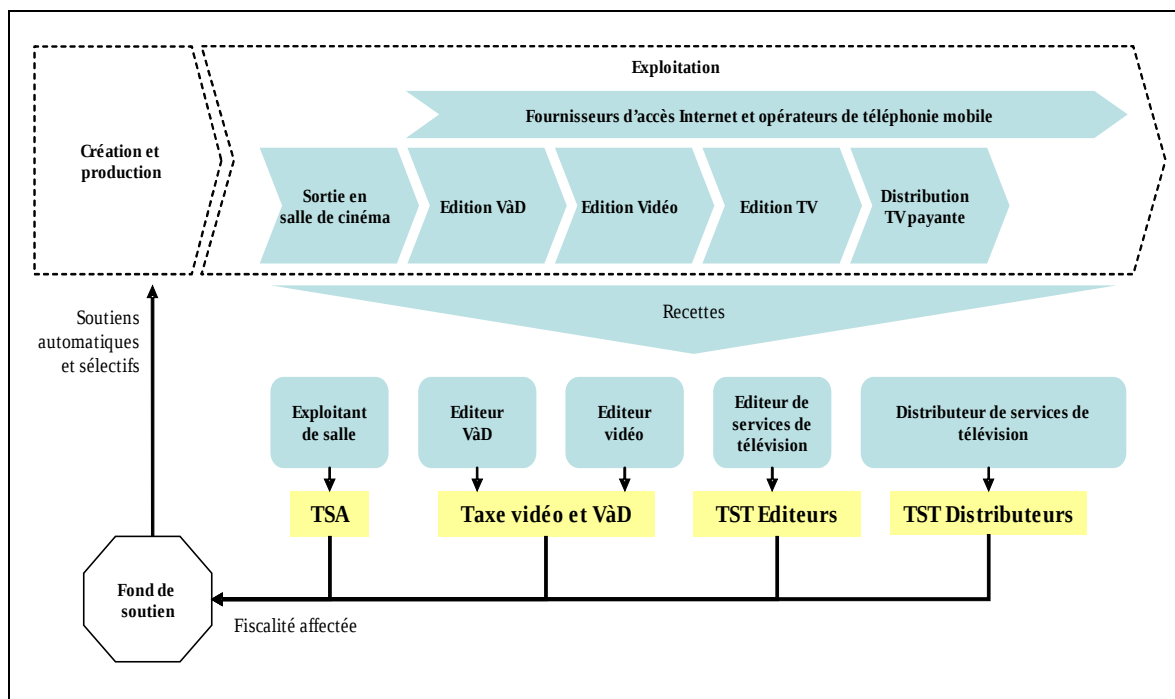 Exploitation
Fournisseurs d’accès Internet et opérateurs de téléphonie mobile
Création et
production
Sortie en
salle de cinéma
Edition VàD
Edition Vidéo
Edition TV
Distribution
TV payante
Soutiens
automatiques
et sélectifs
Recettes
Exploitant
de salle
Editeur
VàD
Editeur
vidéo
Editeur de
services de
télévision
Distributeur de services de
télévision
TSA
Taxe vidéo et VàD
TST Editeurs
TST Distributeurs
Fond de
soutien
Fiscalité affectée